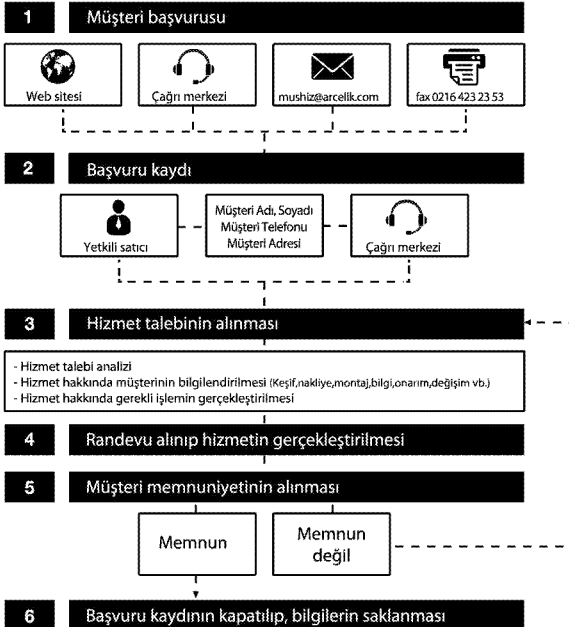 1 Müşteri başvurusu
Web sitesi
Çağrı merkezi
mushiz@arcelik.com
fax 0216 423 23 53
2 Başvuru kaydı
Yetkili satıcı
Müşteri Adı, Soyadı
Müşteri Telefonu
Müşteri Adresi
Çağrı merkezi
3 Hizmet talebinin alınması
- Hizmet talebi analizi
- Hizmet hakkında müşterinin bilgilendirilmesi (Keşif,nakliye,montaj,bilgi,onarım,değişim vb.)
- Hizmet hakkında gerekli işlemin gerçekleştirilmesi
4 Randevu alınıp hizmetin gerçekleştirilmesi
5 Müşteri memnuniyetinin alınması
Memnun
Memnun
değil
6 Başvuru kaydının kapatılıp, bilgilerin saklanması